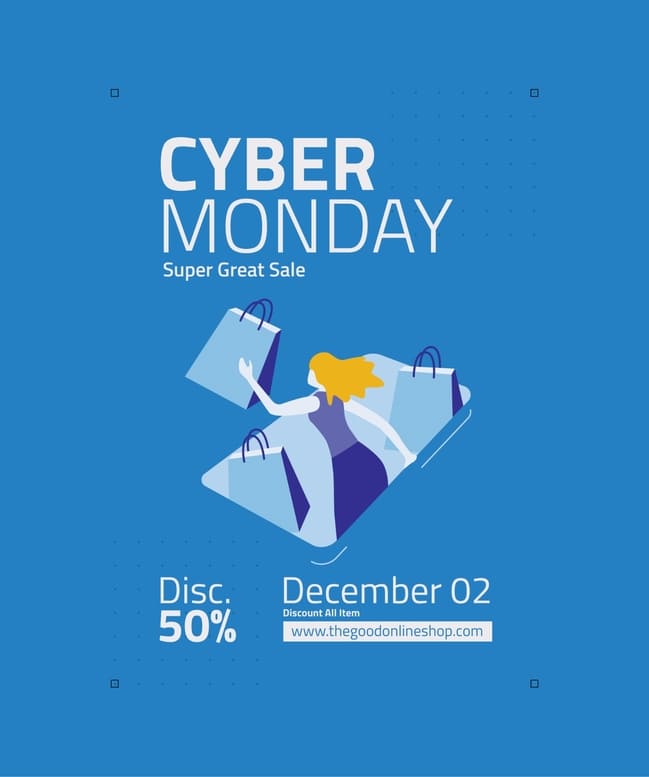 CYBER
MONDAY
Super Great Sale
Disc.
50%
December 02
Discount All Item
www.thegoodonlineshop.com